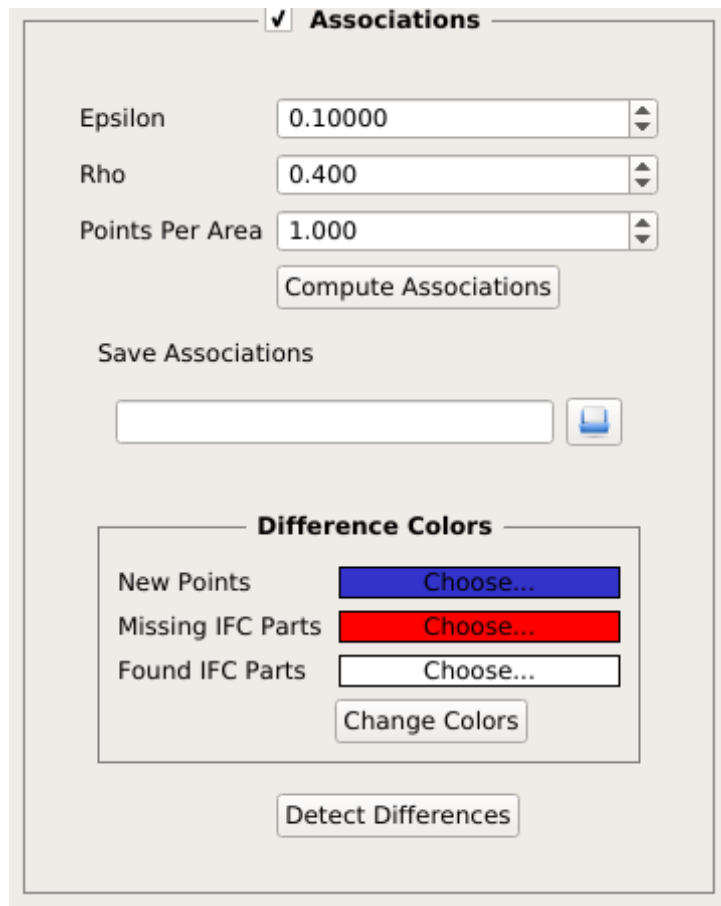 Associations
Epsilon 0.10000
Rho 0.400
Points Per Area 1.000
Compute Associations
Save Associations
Difference Colors
New Points Choose...
Missing IFC Parts Choose...
Found IFC Parts Choose...
Change Colors
Detect Differences